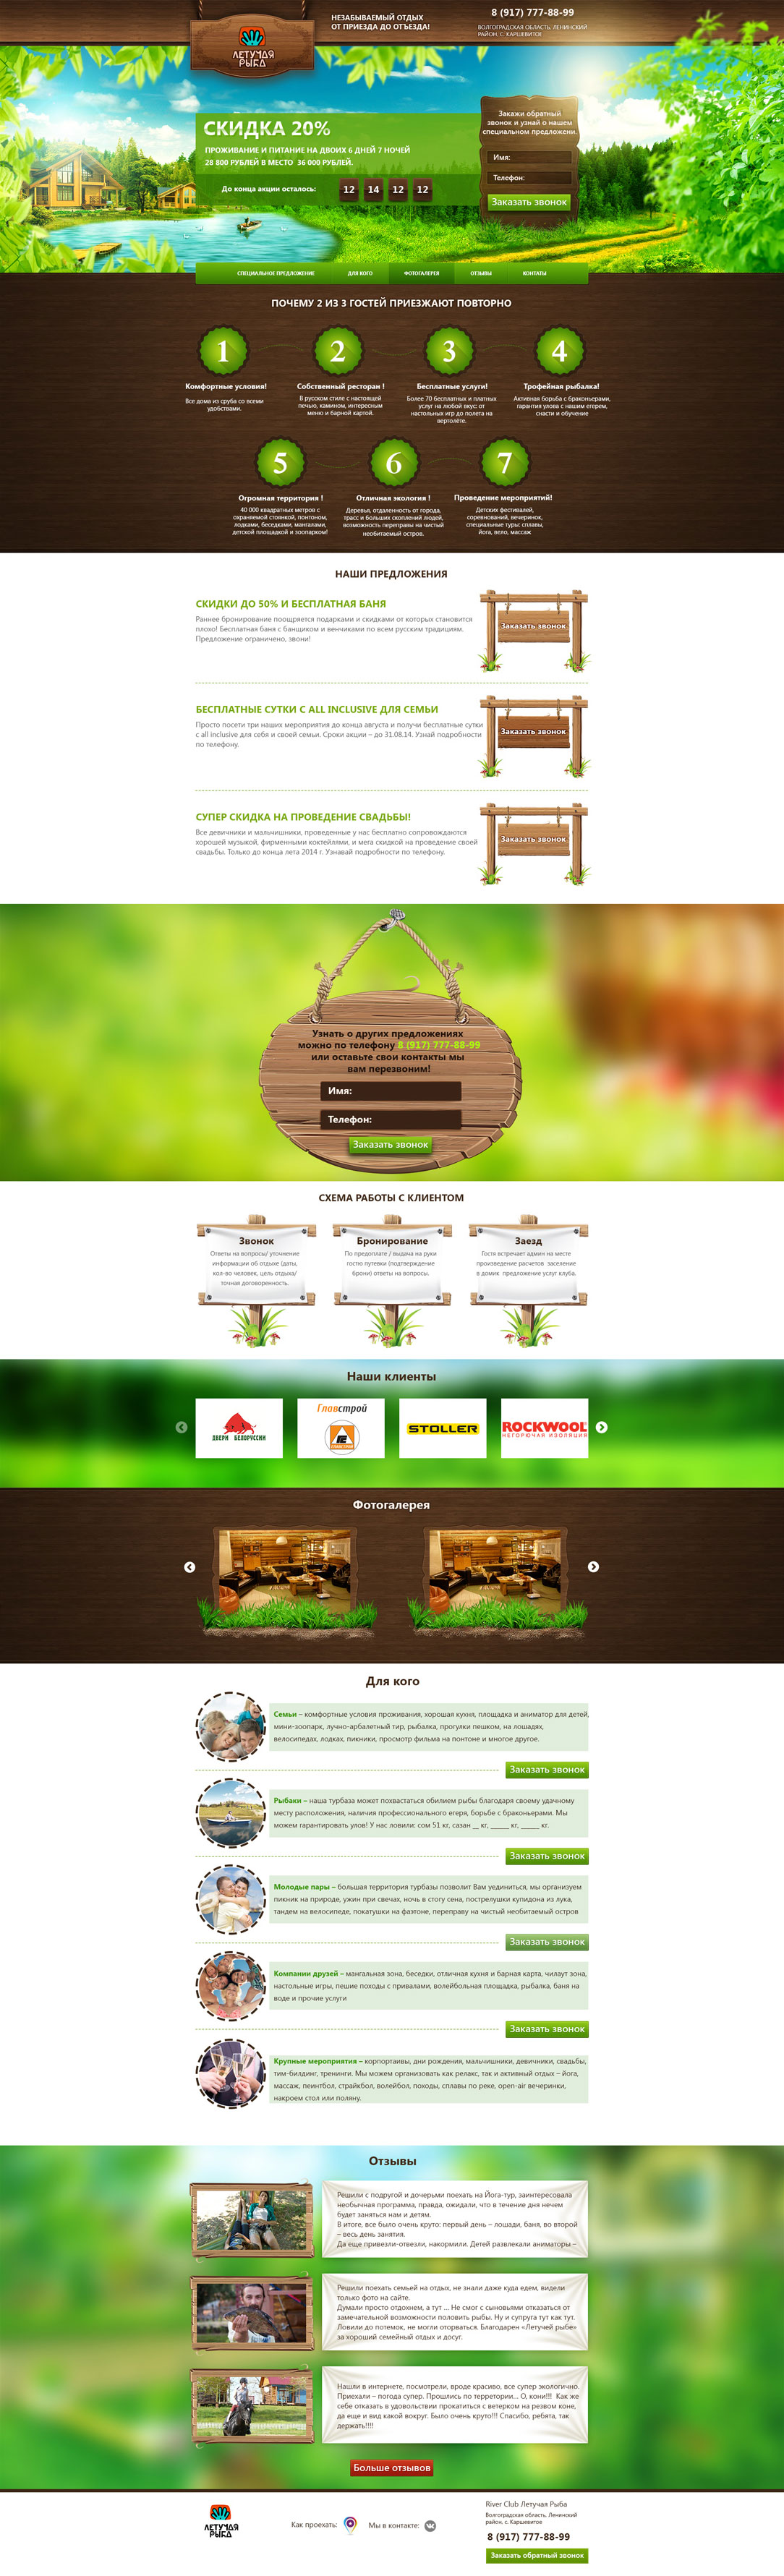 ЛЕТУЧАЯ
РЫБА
НЕЗАБЫВАЕМЫЙ ОТДЫХ
ОТ ПРИЕЗДА ДО ОТЪЕЗДА!
8 (917) 777-88-99
ВОЛГОГРАДСКАЯ ОБЛАСТЬ, ЛЕНИНСКИЙ
РАЙОН, С. КАРШЕВИТОЕ
СКИДКА 20%
ПРОЖИВАНИЕ И ПИТАНИЕ НА ДВОИХ 6 ДНЕЙ 7 НОЧЕЙ
28 800 РУБЛЕЙ В МЕСТО 36 000 РУБЛЕЙ.
До конца акции осталось:
12 14 12 12
Закажи обратный
звонок и узнай о нашем
специальном предложени.
Имя:
Телефон:
Заказать звонок
СПЕЦИАЛЬНОЕ ПРЕДЛОЖЕНИЕ ДЛЯ КОГО ФОТОГАЛЕРЕЯ ОТЗЫВЫ КОНТАТЫ
ПОЧЕМУ 2 ИЗ 3 ГОСТЕЙ ПРИЕЗЖАЮТ ПОВТОРНО
1
Комфортные условия!
Все дома из сруба со всеми
удобствами.
2
Собственный ресторан !
В русском стиле с настоящей
печью, камином, интересным
меню и барной картой.
3
Бесплатные услуги!
Более 70 бесплатных и платных
услуг на любой вкус: от
настольных игр до полета на
вертолёте.
4
Трофейная рыбалка!
Активная борьба с браконьерами,
гарантия улова с нашим егерем,
снасти и обучение
5
Огромная территория !
40 000 квадратных метров с
охраняемой стоянкой, понтоном,
лодками, беседками, мангалами,
детской площадкой и зоопарком!
6
Отличная экология !
Деревья, отдаленность от города,
трасс и больших скоплений людей,
возможность переправы на чистый
необитаемый остров.
7
Проведение мероприятий!
Детских фестивалей,
соревнований, вечеринок,
специальные туры: сплавы,
йога, вело, массаж
НАШИ ПРЕДЛОЖЕНИЯ
СКИДКИ ДО 50% И БЕСПЛАТНАЯ БАНЯ
Раннее бронирование поощряется подарками и скидками от которых становится
плохо! Бесплатная баня с банщиком и венчиками по всем русским традициям.
Предложение ограничено, звони!
Заказать звонок
БЕСПЛАТНЫЕ СУТКИ С ALL INCLUSIVE ДЛЯ СЕМЬИ
Просто посети три наших мероприятия до конца августа и получи бесплатные сутки
с all inclusive для себя и своей семьи. Сроки акции – до 31.08.14. Узнай подробности
по телефону.
Заказать звонок
СУПЕР СКИДКА НА ПРОВЕДЕНИЕ СВАДЬБЫ!
Все девичники и мальчишники, проведенные у нас бесплатно сопровождаются
хорошей музыкой, фирменными коктейлями, и мега скидкой на проведение своей
свадьбы. Только до конца лета 2014 г. Узнавай подробности по телефону.
Заказать звонок
Узнать о других предложениях
можно по телефону 8 (917) 777-88-99
или оставьте свои контакты мы
вам перезвоним!
Имя:
Телефон:
Заказать звонок
СХЕМА РАБОТЫ С КЛИЕНТОМ
Звонок
Ответы на вопросы/ уточнение
информации об отдыхе (даты,
кол-во человек, цель отдыха/
точная договоренность.
Бронирование
По предоплате / выдача на руки
гостю путевки (подтверждение
брони) ответы на вопросы.
Заезд
Гостя встречает админ на месте
произведение расчетов заселение
в домик предложение услуг клуба.
Наши клиенты
ДВЕРИ БЕЛОРУССИИ
Главстрой
STOLLER
ROCKWOOL
НЕГОРЮЧАЯ ИЗОЛЯЦИЯ
Фотогалерея
Для кого
Семьи – комфортные условия проживания, хорошая кухня, площадка и аниматор для детей,
мини-зоопарк, лучно-арбалетный тир, рыбалка, прогулки пешком, на лошадях,
велосипедах, лодках, пикники, просмотр фильма на понтоне и многое другое.
Заказать звонок
Рыбаки – наша турбаза может похвастаться обилием рыбы благодаря своему удачному
месту расположения, наличия профессионального егеря, борьбе с браконьерами. Мы
можем гарантировать улов! У нас ловили: сом 51 кг, сазан __ кг, _____ кг, _____ кг.
Заказать звонок
Молодые пары – большая территория турбазы позволит Вам уединиться, мы организуем
пикник на природе, ужин при свечах, ночь в стогу сена, пострелушки купидона из лука,
тандем на велосипеде, покатушки на фаэтоне, переправу на чистый необитаемый остров
Заказать звонок
Компании друзей – мангальная зона, беседки, отличная кухня и барная карта, чилаут зона,
настольные игры, пешие походы с привалами, волейбольная площадка, рыбалка, баня на
воде и прочие услуги
Заказать звонок
Крупные мероприятия – корпортаивы, дни рождения, мальчишники, девичники, свадьбы,
тим-билдинг, тренинги. Мы можем организовать как релакс, так и активный отдых – йога,
массаж, пеинтбол, страйкбол, волейбол, походы, сплавы по реке, open-air вечеринки,
накроем стол или поляну.
Отзывы
Решили с подругой и дочерьми поехать на Йога-тур, заинтересовала
необычная программа, правда, ожидали, что в течение дня нечем
будет заняться нам и детям.
В итоге, все было очень круто: первый день – лошади, баня, во второй
– весь день занятия.
Да еще привезли-отвезли, накормили. Детей развлекали аниматоры –
Решили поехать семьей на отдых, не знали даже куда едем, видели
только фото на сайте.
Думали просто отдохнем, а тут ... Не смог с сыновьями отказаться от
замечательной возможности половить рыбы. Ну и супруга тут как тут.
Ловили до потемок, не могли оторваться. Благодарен «Летучей рыбе»
за хороший семейный отдых и досуг.
Нашли в интернете, посмотрели, вроде красиво, все супер экологично.
Приехали – погода супер. Прошлись по территории… О, кони!!! Как же
себе отказать в удовольствии прокатиться с ветерком на резвом коне,
да еще и вид какой вокруг. Было очень круто!!! Спасибо, ребята, так
держать!!!!
Больше отзывов
ЛЕТУЧАЯ
РЫБА
Как проехать:
Мы в контакте:
River Club Летучая Рыба
Волгоградская область, Ленинский
район, с. Каршевитое
8 (917) 777-88-99
Заказать обратный звонок